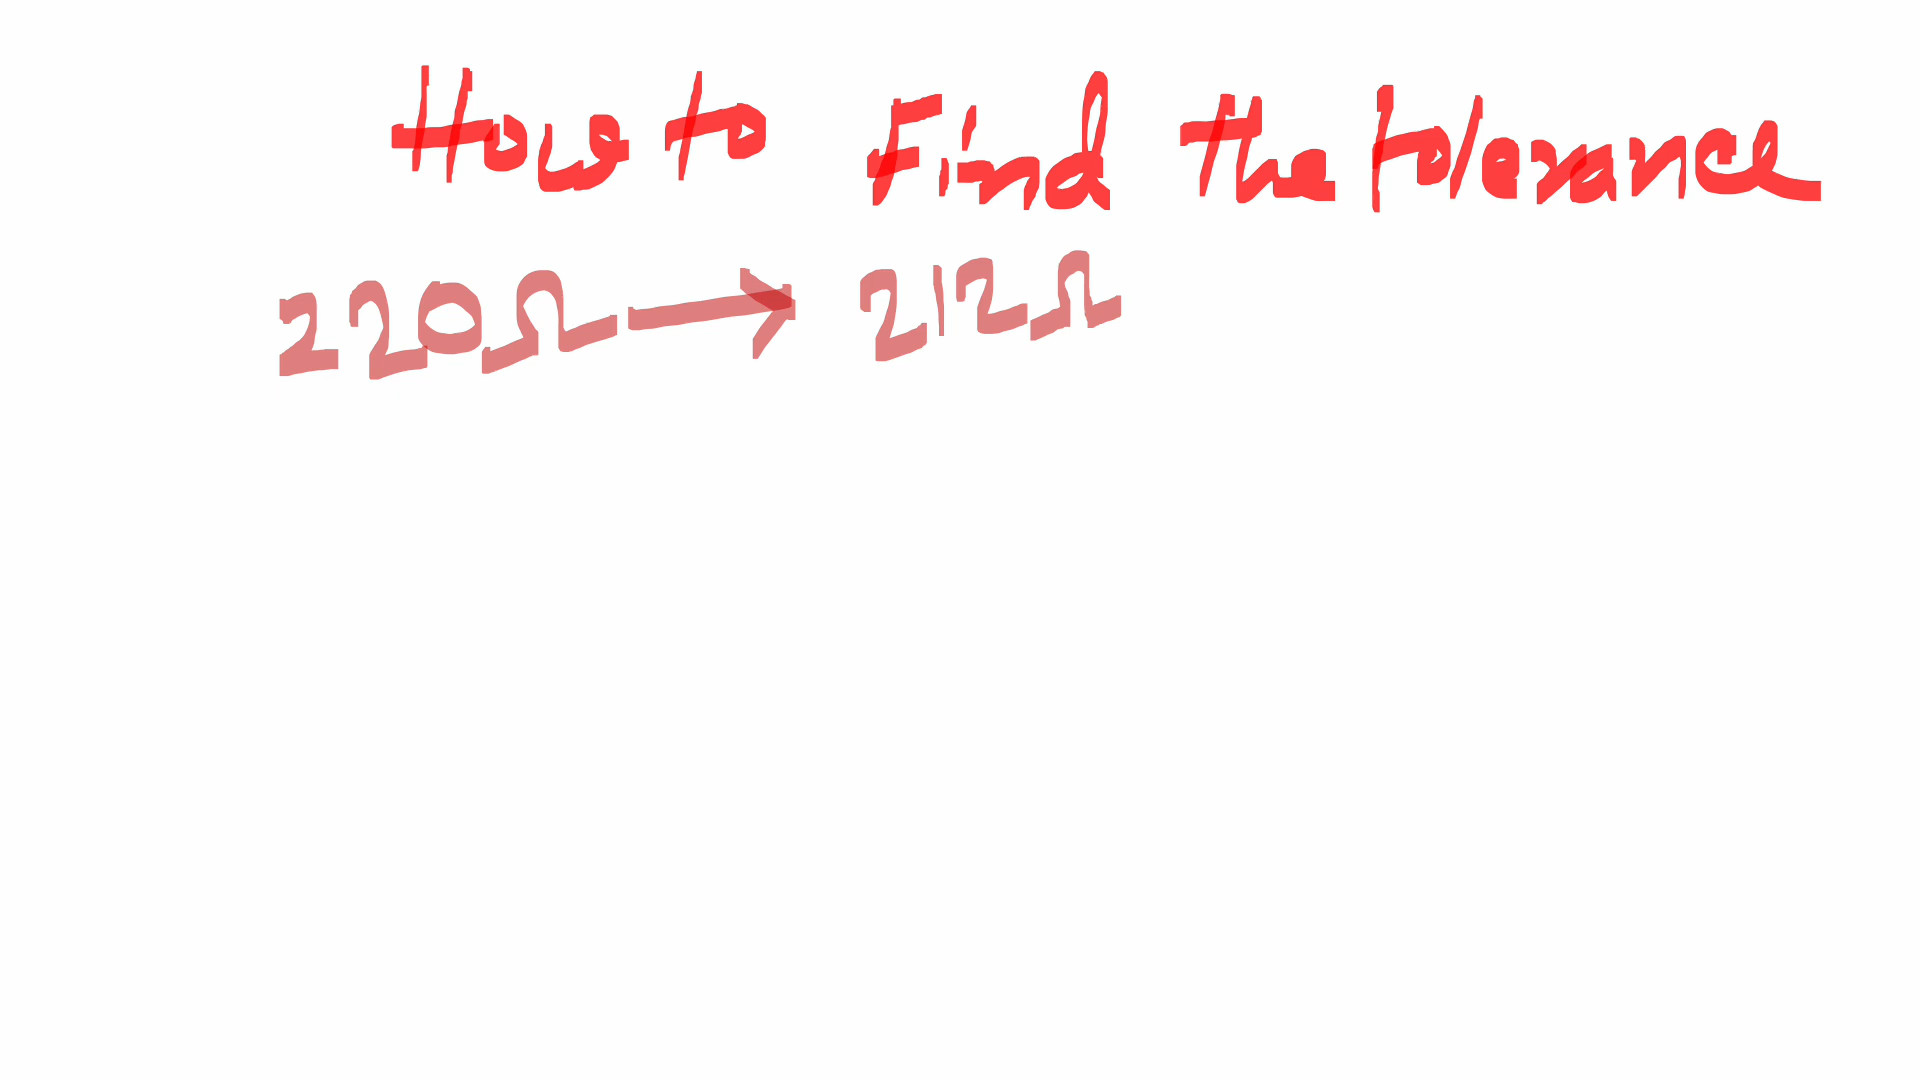 How to Find the tolerance
220Ω → 212Ω